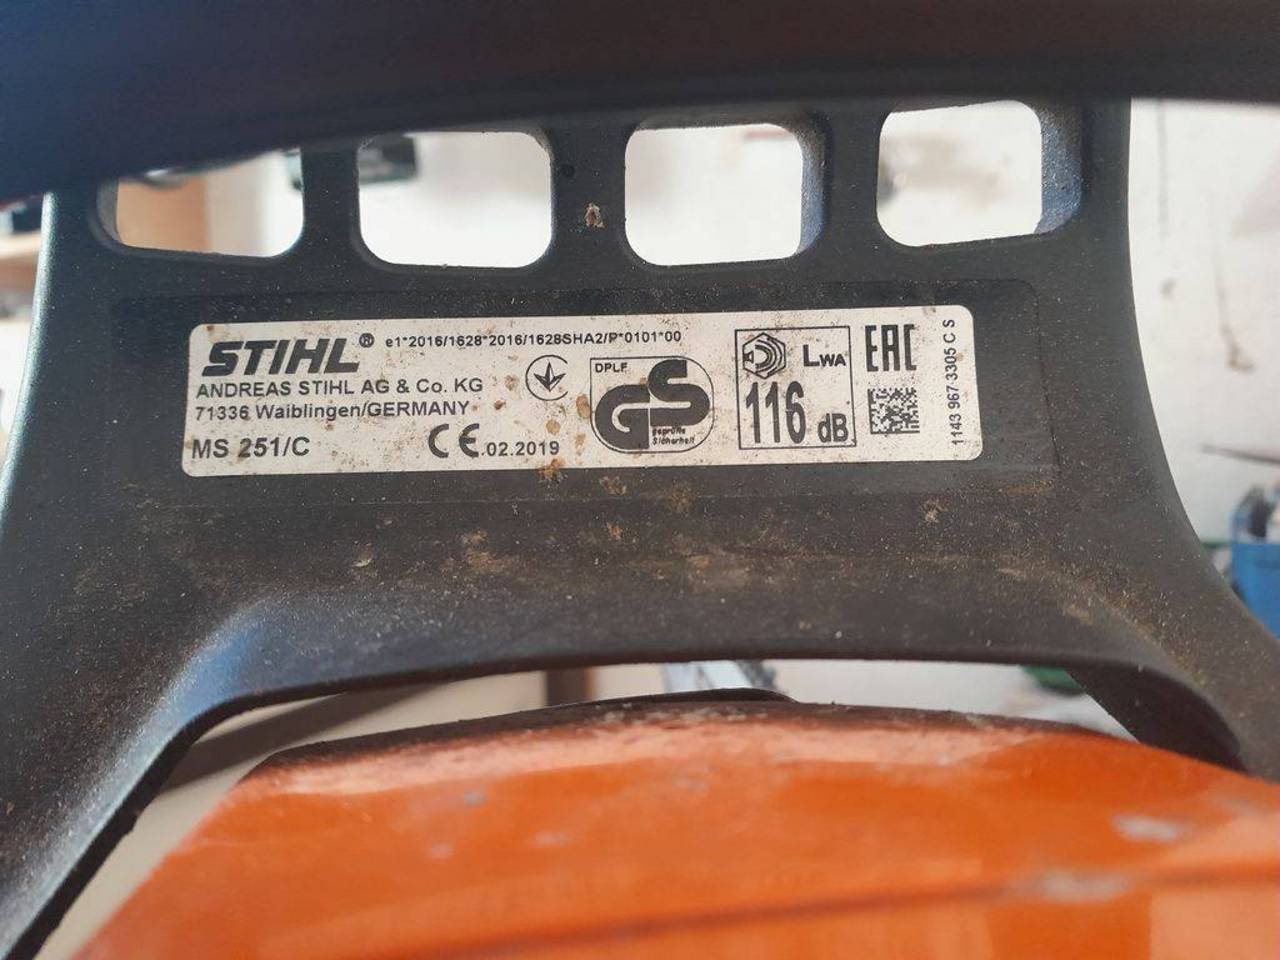 STIHL® e1*2016/1628*2016/1628SHA2/P*0101*00
ANDREAS STIHL AG & Co. KG
71336 Waiblingen/GERMANY
MS 251/C
CE 02.2019
DPLF
GS
geprüfte
Sicherheit
LWA
116 dB
EAC
1143 967 3305 C S